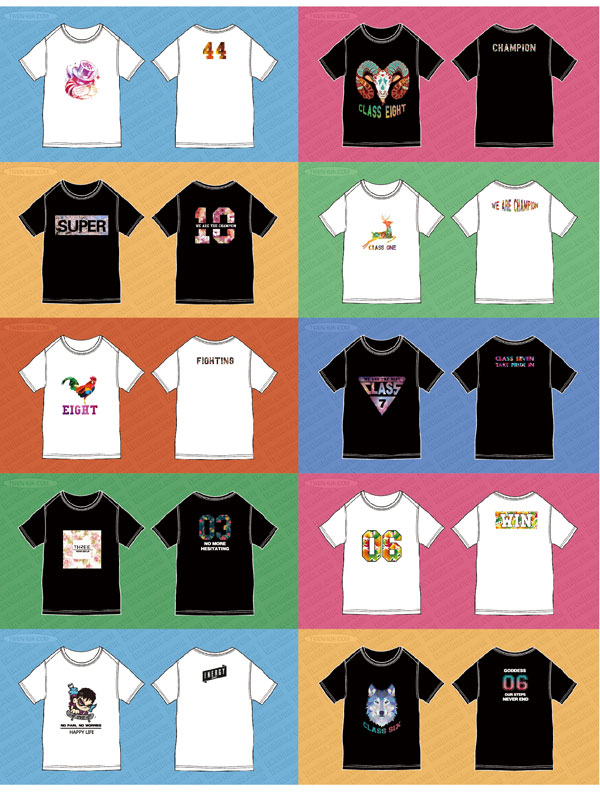 44
CLASS EIGHT
CHAMPION
SUPER
10
WE ARE THE CHAMPION
CLASS ONE
WE ARE CHAMPION
EIGHT
FIGHTING
CLASS
7
CLASS SEVEN
TAKE PRIDE IN
THREE
03
NO MORE
HESITATING
06
WIN
NO PAIN, NO WORRIES
HAPPY LIFE
ENERGY
CLASS SIX
GODDESS
06
OUR STEPS
NEVER END